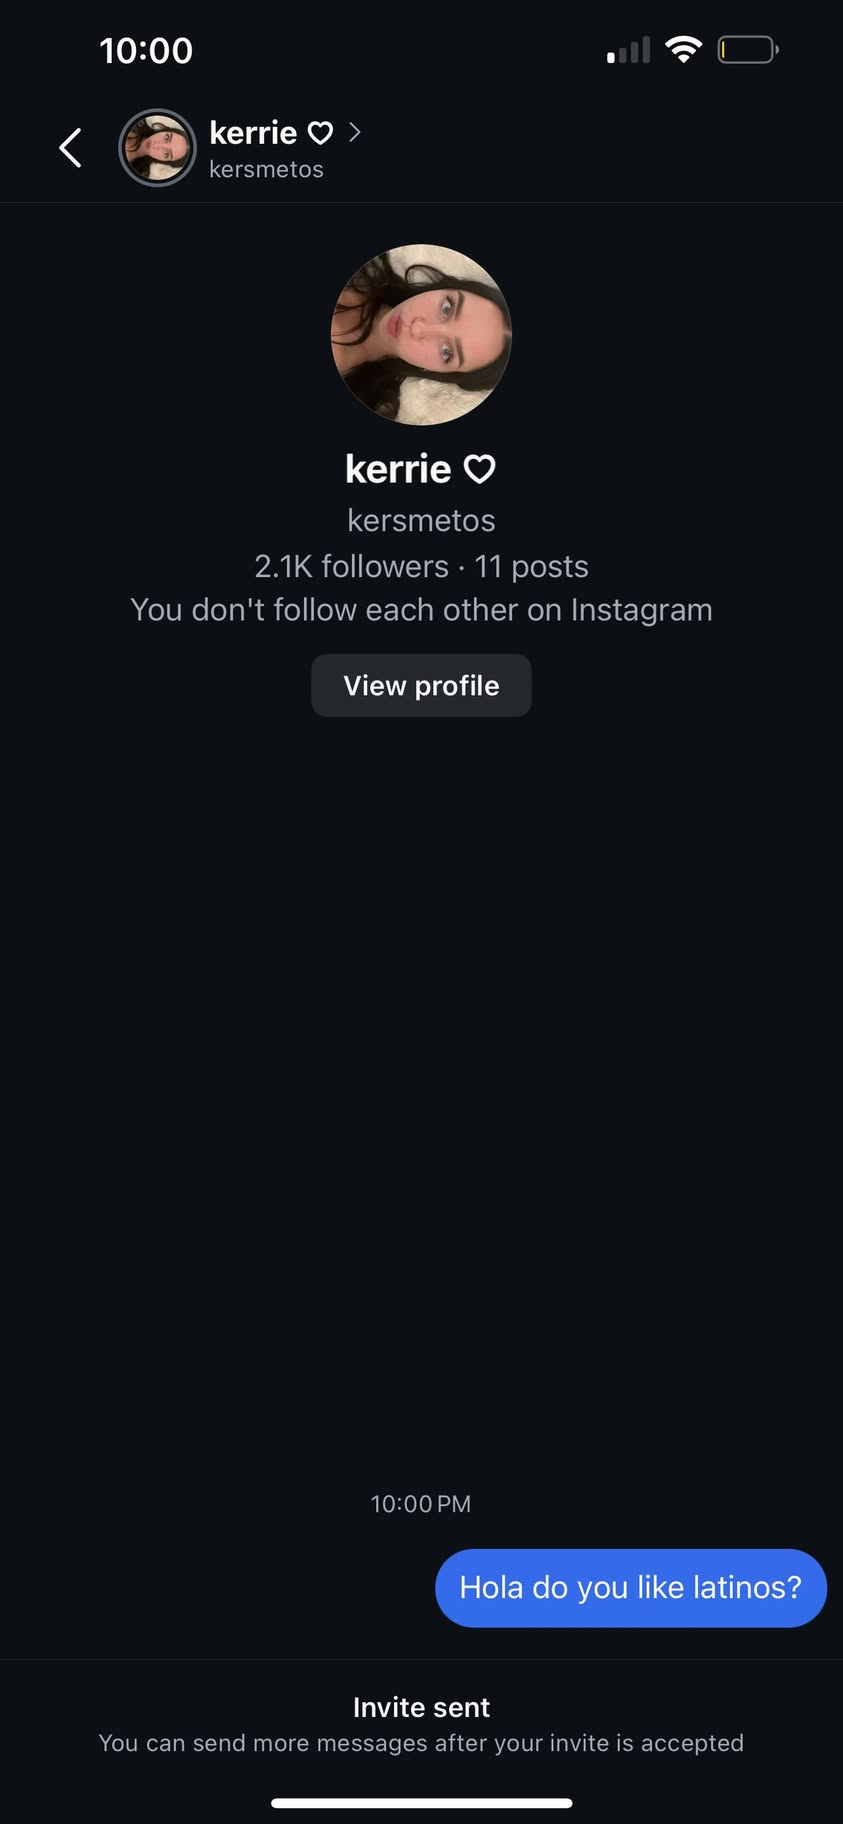 10:00
kerrie ♡ >
kersmetos
kerrie ♡
kersmetos
2.1K followers · 11 posts
You don't follow each other on Instagram
View profile
10:00 PM
Hola do you like latinos?
Invite sent
You can send more messages after your invite is accepted